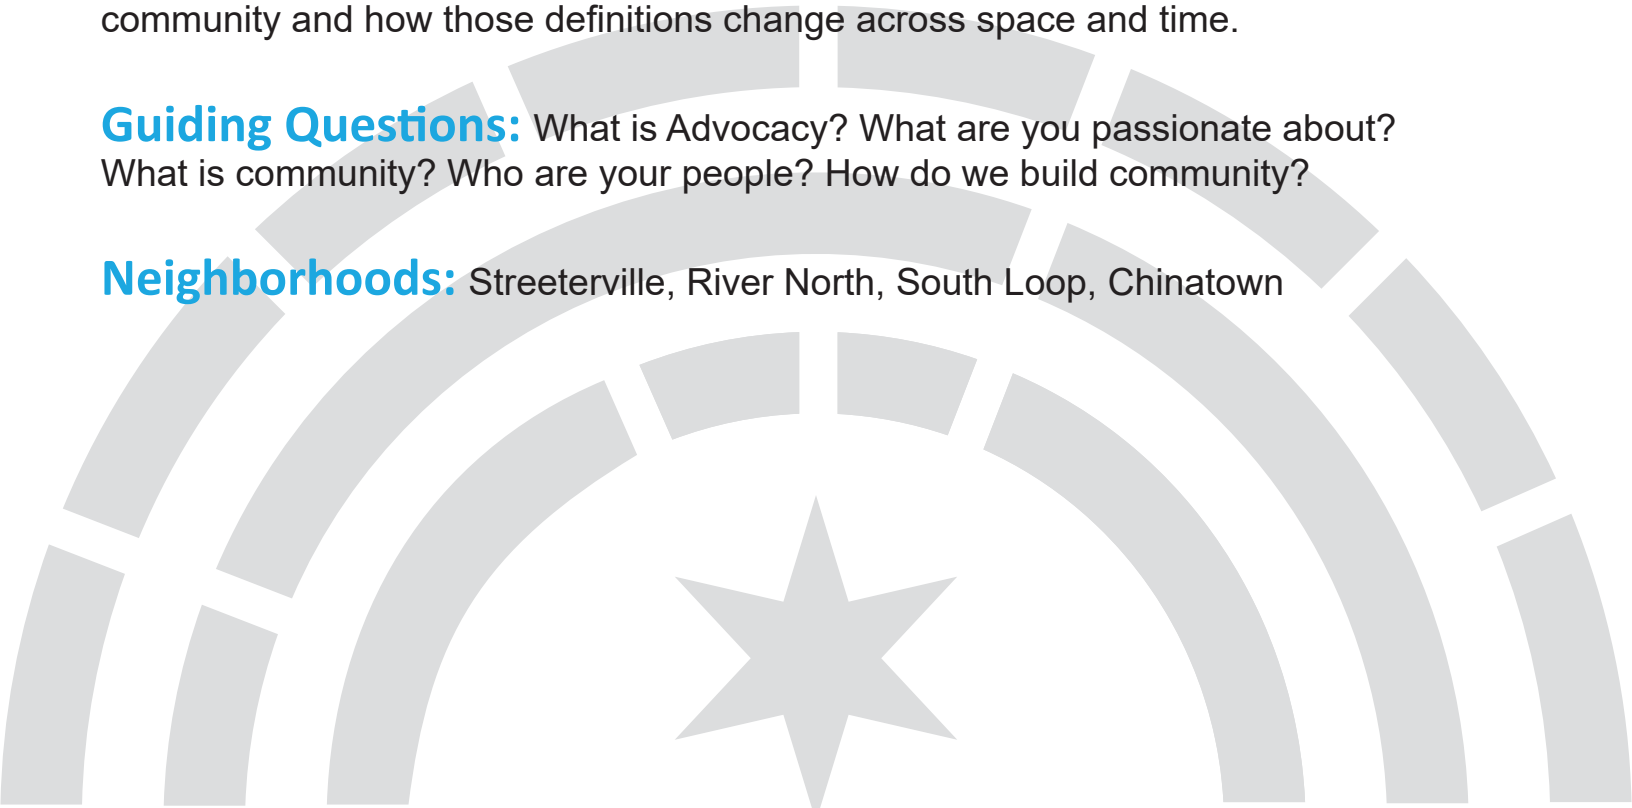 community and how those definitions change across space and time.
Guiding Questions: What is Advocacy? What are you passionate about?
What is community? Who are your people? How do we build community?
Neighborhoods: Streeterville, River North, South Loop, Chinatown